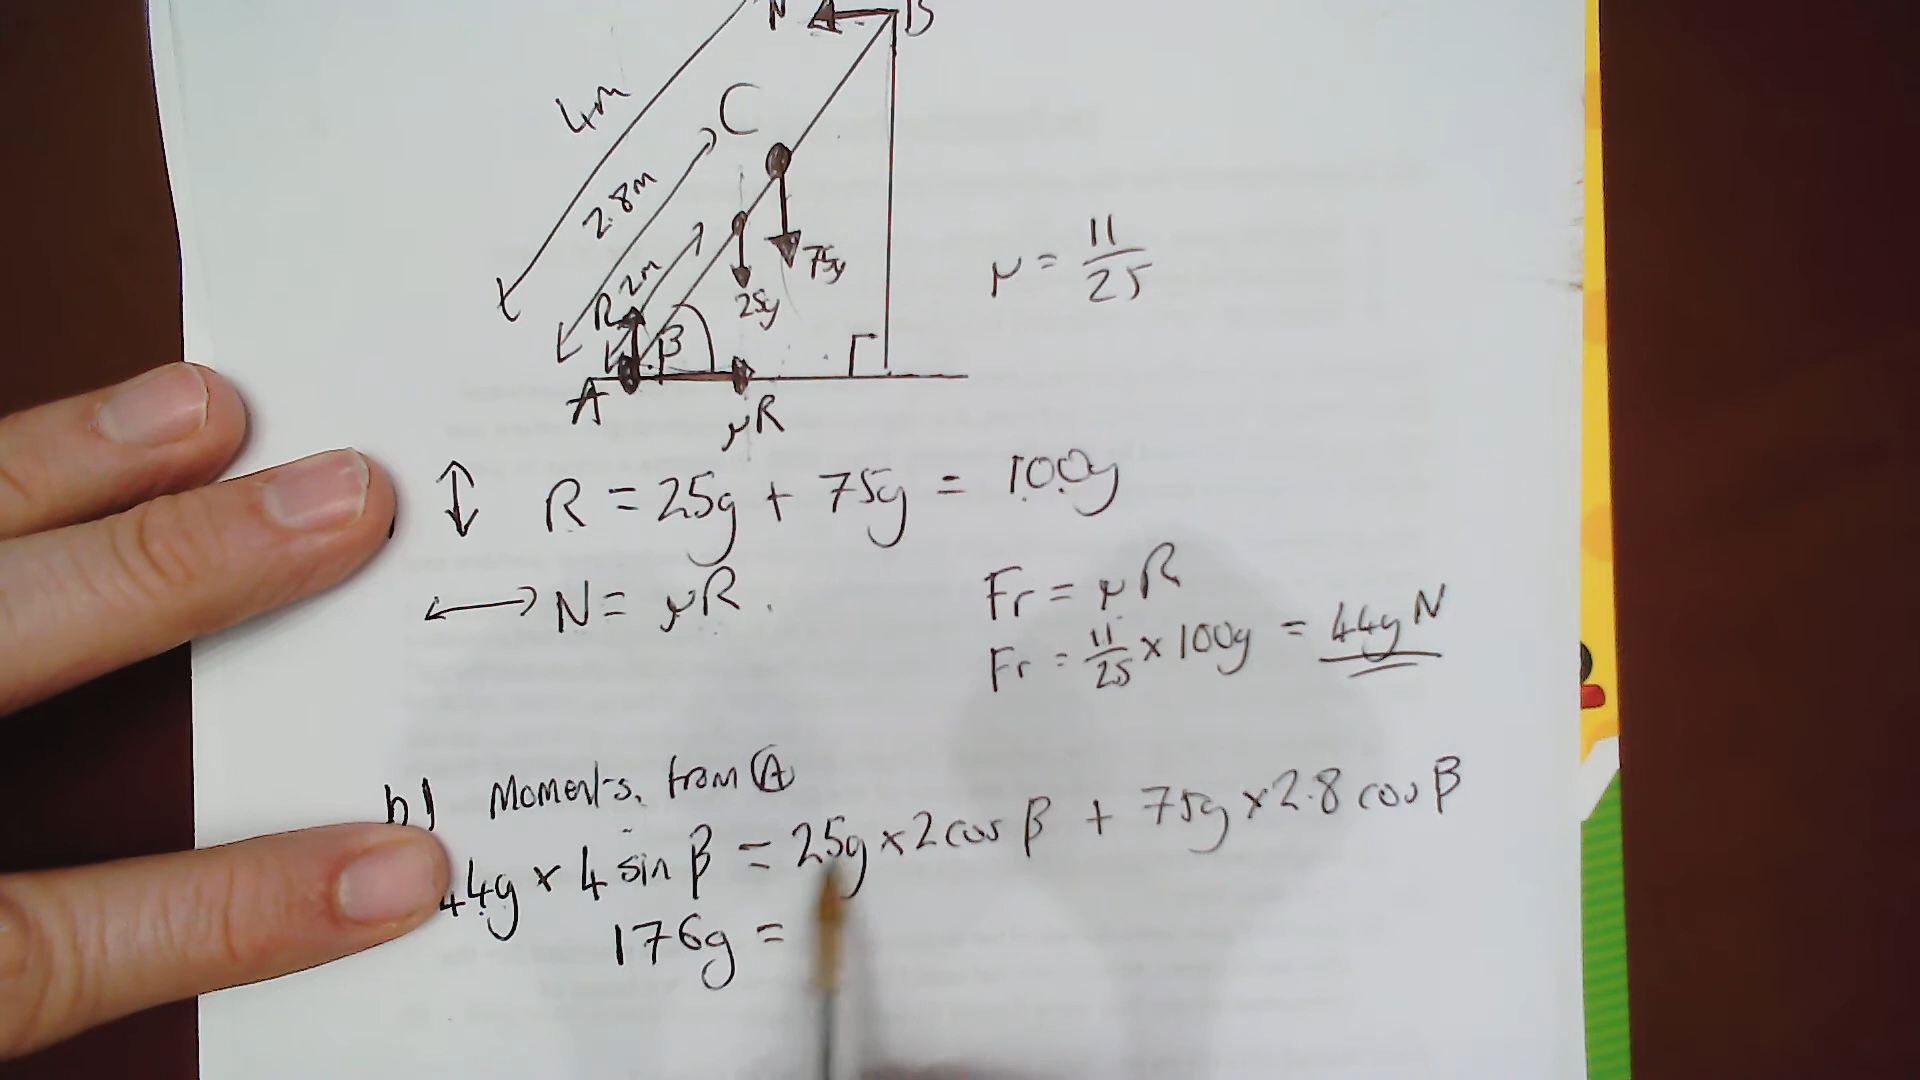 N B
4m
C
2.8m
75g
μ = 11/25
R 2m
25g
β
A
μR
↕ R = 25g + 75g = 100g
↔ N = μR.
Fr = μR
Fr = 11/25 × 100g = 44g N
b) Moments from Ⓐ
44g × 4 sin β = 25g × 2 cos β + 75g × 2.8 cos β
176g =